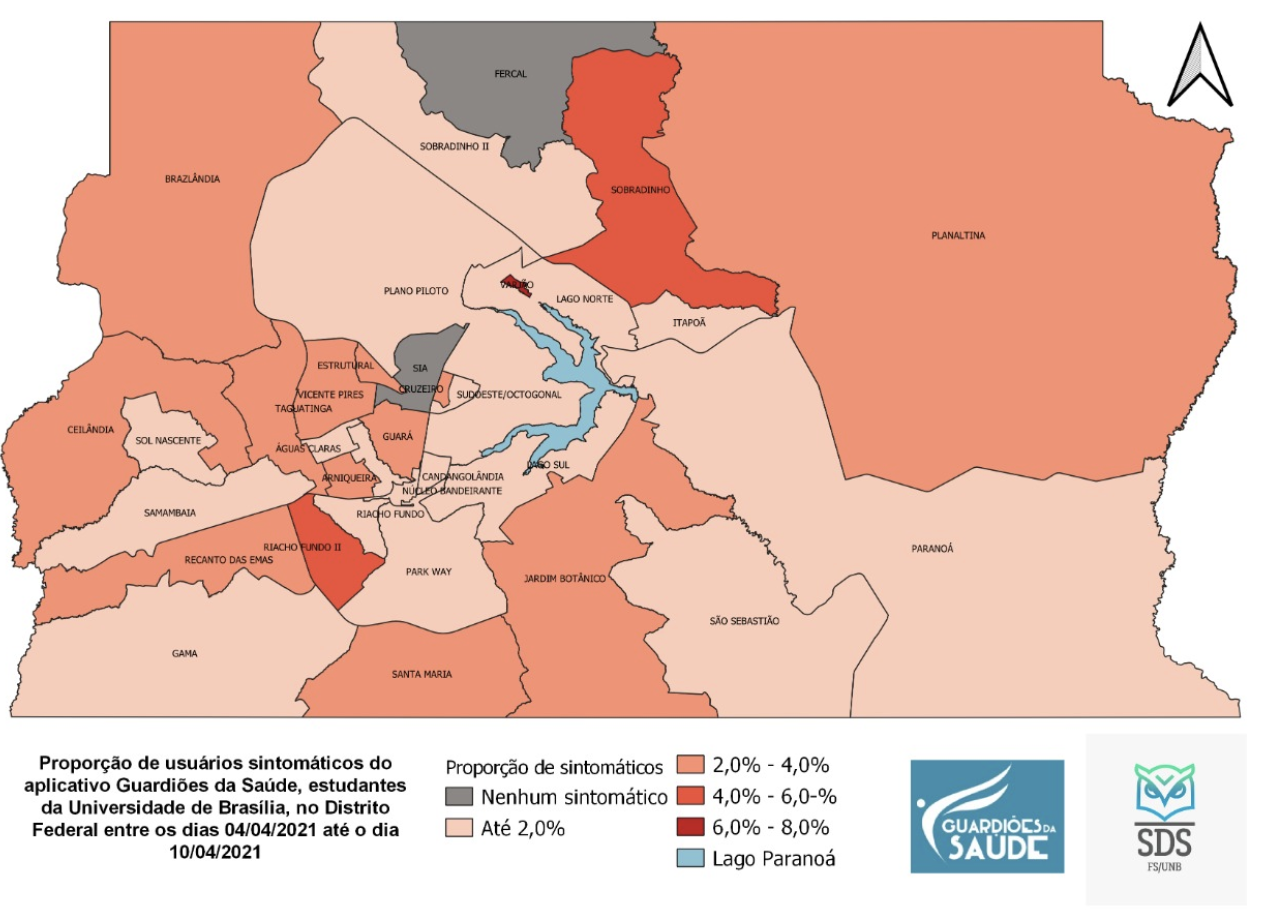 FERCAL
SOBRADINHO II
BRAZLÂNDIA
SOBRADINHO
PLANALTINA
PLANO PILOTO
VARJÃO
LAGO NORTE
ITAPOÃ
ESTRUTURAL
SIA
CRUZEIRO
VICENTE PIRES
SUDOESTE/OCTOGONAL
TAGUATINGA
CEILÂNDIA
SOL NASCENTE
GUARÁ
ÁGUAS CLARAS
LAGO SUL
ARNIQUEIRA
CANDANGOLÂNDIA
NÚCLEO BANDEIRANTE
SAMAMBAIA
RIACHO FUNDO
RIACHO FUNDO II
PARANOÁ
RECANTO DAS EMAS
PARK WAY
JARDIM BOTÂNICO
SÃO SEBASTIÃO
GAMA
SANTA MARIA
Proporção de usuários sintomáticos do
aplicativo Guardiões da Saúde, estudantes
da Universidade de Brasília, no Distrito
Federal entre os dias 04/04/2021 até o dia
10/04/2021
Proporção de sintomáticos
Nenhum sintomático
Até 2,0%
2,0% - 4,0%
4,0% - 6,0-%
6,0% - 8,0%
Lago Paranoá
GUARDIÕES DA
SAÚDE
SDS
FS/UNB